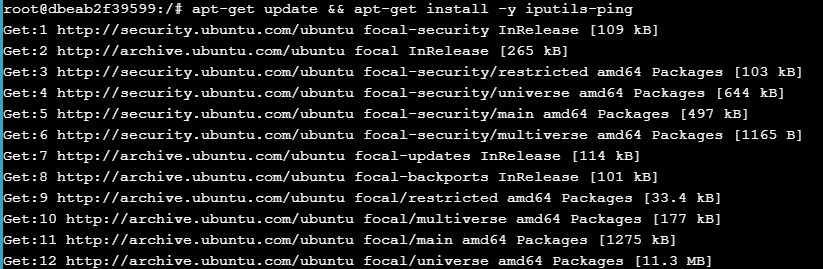 root@dbeab2f39599:/# apt-get update && apt-get install -y iputils-ping
Get:1 http://security.ubuntu.com/ubuntu focal-security InRelease [109 kB]
Get:2 http://archive.ubuntu.com/ubuntu focal InRelease [265 kB]
Get:3 http://security.ubuntu.com/ubuntu focal-security/restricted amd64 Packages [103 kB]
Get:4 http://security.ubuntu.com/ubuntu focal-security/universe amd64 Packages [644 kB]
Get:5 http://security.ubuntu.com/ubuntu focal-security/main amd64 Packages [497 kB]
Get:6 http://security.ubuntu.com/ubuntu focal-security/multiverse amd64 Packages [1165 B]
Get:7 http://archive.ubuntu.com/ubuntu focal-updates InRelease [114 kB]
Get:8 http://archive.ubuntu.com/ubuntu focal-backports InRelease [101 kB]
Get:9 http://archive.ubuntu.com/ubuntu focal/restricted amd64 Packages [33.4 kB]
Get:10 http://archive.ubuntu.com/ubuntu focal/multiverse amd64 Packages [177 kB]
Get:11 http://archive.ubuntu.com/ubuntu focal/main amd64 Packages [1275 kB]
Get:12 http://archive.ubuntu.com/ubuntu focal/universe amd64 Packages [11.3 MB]